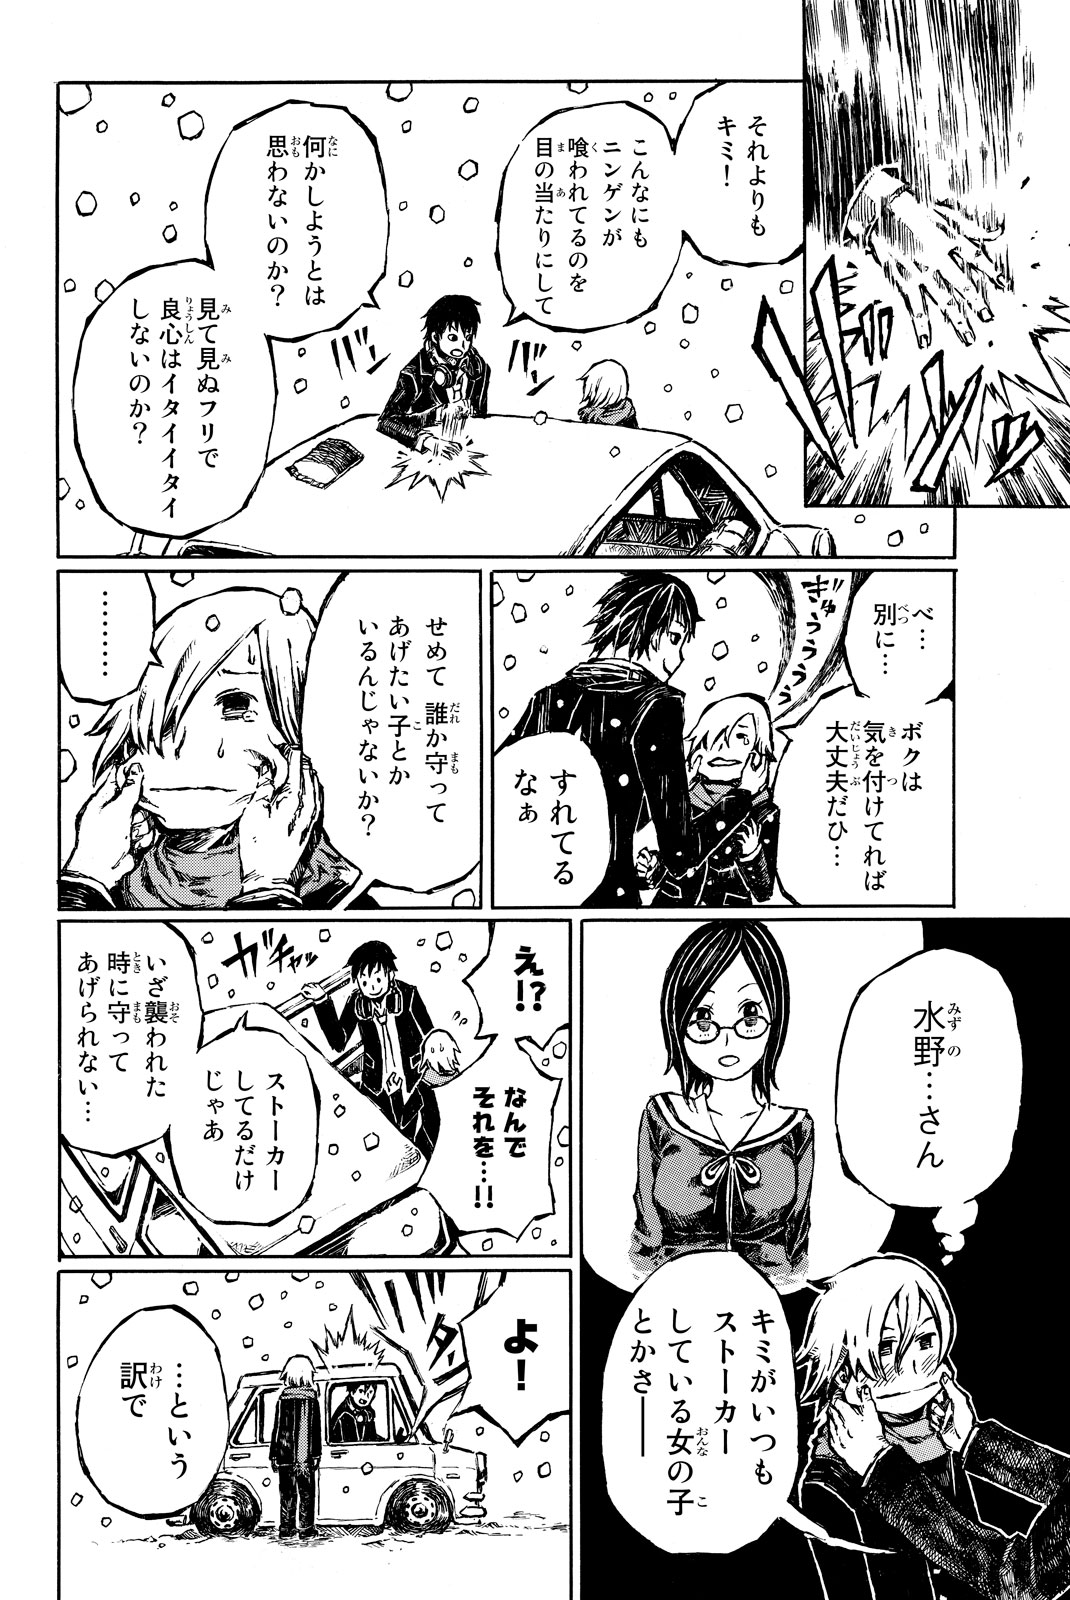 バンッ
それよりも
キミ！
こんなにも
ニンゲンが
喰われてるのを
目の当たりにして
バッ
バッ
何かしようとは
思わないのか？
見て見ぬフリで
良心はイタイイタイ
しないのか？
べ…
別に…
ボクは
気を付けてれば
大丈夫だひ…
ぎゅうううう
すれてる
なぁ
せめて 誰か守って
あげたい子とか
いるんじゃないか？
………
水野…さん
キミがいつも
ストーカー
している女の子
とかさ――
え!?
なんで
それを…!!
ガチャッ
ストーカー
してるだけ
じゃあ
いざ襲われた
時に守って
あげられない…
よ！
…という
訳で